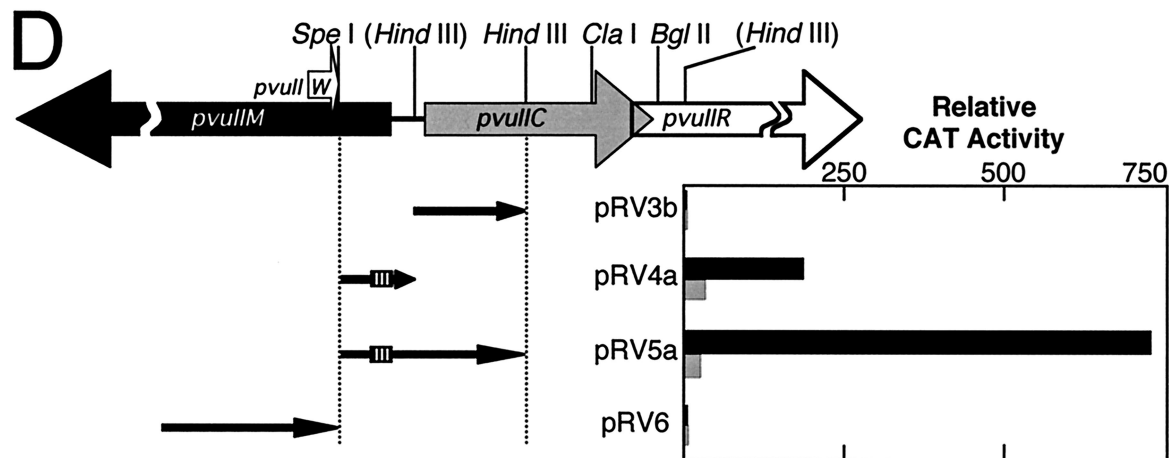 D
Spe I (Hind III) Hind III Cla I Bgl II (Hind III)
pvuII W
pvuIIM pvuIIC pvuIIR
Relative
CAT Activity
250 500 750
pRV3b
pRV4a
pRV5a
pRV6